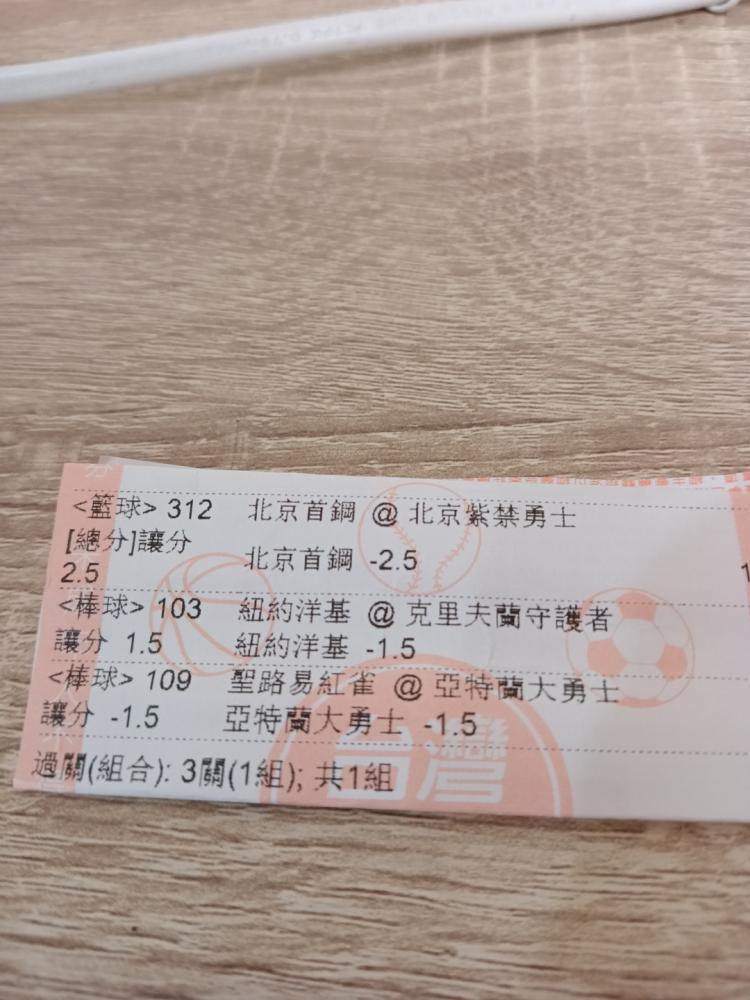 <籃球> 312 北京首鋼 @ 北京紫禁勇士
[總分]讓分
2.5 北京首鋼 -2.5
<棒球> 103 紐約洋基 @ 克里夫蘭守護者
讓分 1.5 紐約洋基 -1.5
<棒球> 109 聖路易紅雀 @ 亞特蘭大勇士
讓分 -1.5 亞特蘭大勇士 -1.5
過關(組合): 3關(1組); 共1組
台灣